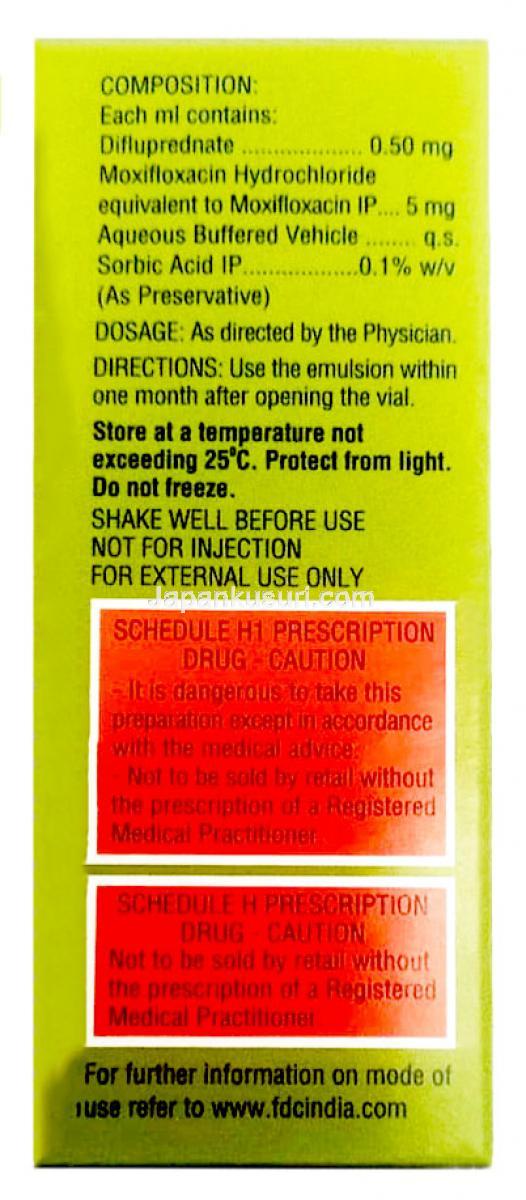 COMPOSITION:
Each ml contains:
Difluprednate ................... 0.50 mg
Moxifloxacin Hydrochloride
equivalent to Moxifloxacin IP.... 5 mg
Aqueous Buffered Vehicle ........ q.s.
Sorbic Acid IP..................0.1% w/v
(As Preservative)
DOSAGE: As directed by the Physician.
DIRECTIONS: Use the emulsion within
one month after opening the vial.
Store at a temperature not
exceeding 25⁰C. Protect from light.
Do not freeze.
SHAKE WELL BEFORE USE
NOT FOR INJECTION
FOR EXTERNAL USE ONLY
Japankusuri.com
SCHEDULE H1 PRESCRIPTION
DRUG - CAUTION
- It is dangerous to take this
preparation except in accordance
with the medical advice.
- Not to be sold by retail without
the prescription of a Registered
Medical Practitioner.
SCHEDULE H PRESCRIPTION
DRUG - CAUTION
Not to be sold by retail without
the prescription of a Registered
Medical Practitioner
For further information on mode of
use refer to www.fdcindia.com